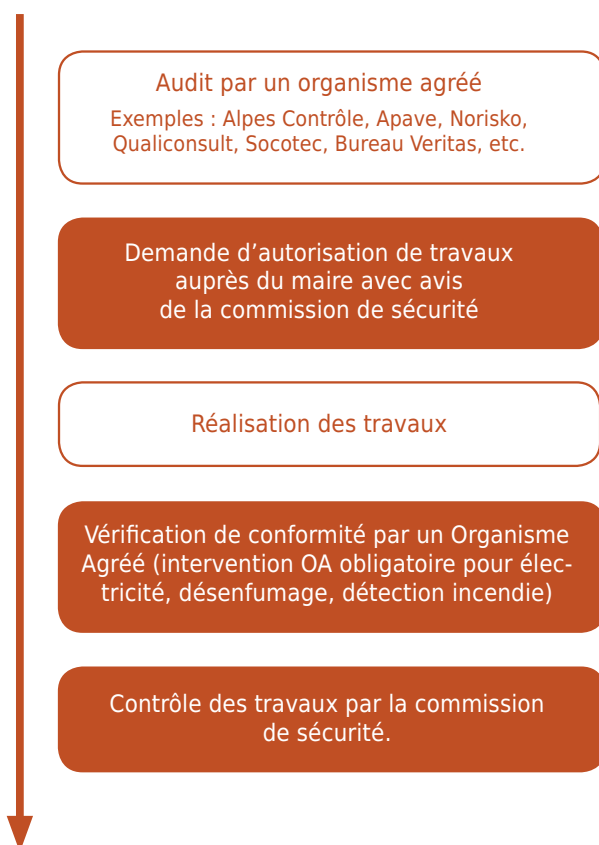 Audit par un organisme agréé
Exemples : Alpes Contrôle, Apave, Norisko,
Qualiconsult, Socotec, Bureau Veritas, etc.
Demande d’autorisation de travaux
auprès du maire avec avis
de la commission de sécurité
Réalisation des travaux
Vérification de conformité par un Organisme
Agréé (intervention OA obligatoire pour élec-
tricité, désenfumage, détection incendie)
Contrôle des travaux par la commission
de sécurité.